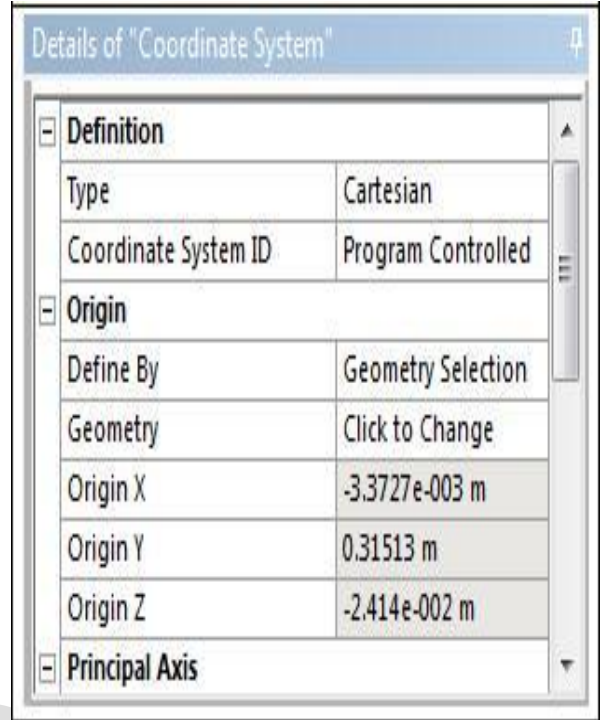 Details of "Coordinate System"
Definition
Type Cartesian
Coordinate System ID Program Controlled
Origin
Define By Geometry Selection
Geometry Click to Change
Origin X -3.3727e-003 m
Origin Y 0.31513 m
Origin Z -2.414e-002 m
Principal Axis